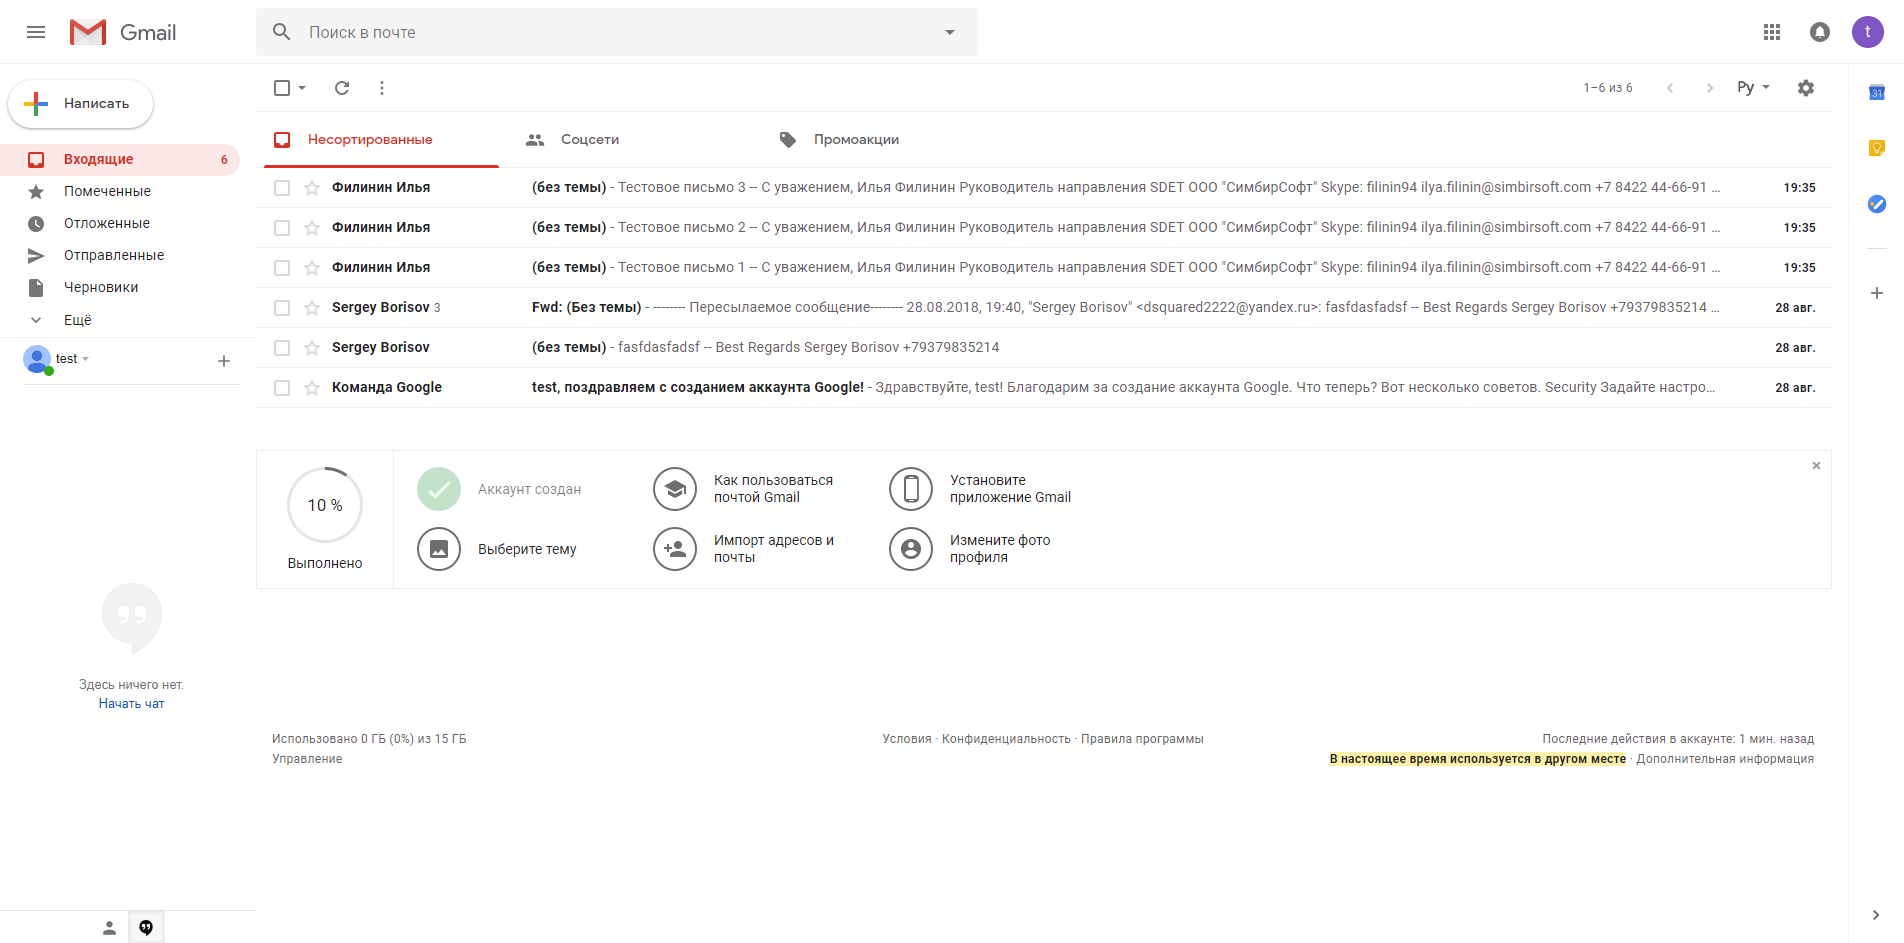 Gmail
Поиск в почте
t
Написать
1–6 из 6
Ру
31
Несортированные
Соцсети
Промоакции
Входящие 6
Помеченные
Отложенные
Отправленные
Черновики
Ещё
test
Филинин Илья (без темы) - Тестовое письмо 3 -- С уважением, Илья Филинин Руководитель направления SDET ООО "СимбирСофт" Skype: filinin94 ilya.filinin@simbirsoft.com +7 8422 44-66-91 ... 19:35
Филинин Илья (без темы) - Тестовое письмо 2 -- С уважением, Илья Филинин Руководитель направления SDET ООО "СимбирСофт" Skype: filinin94 ilya.filinin@simbirsoft.com +7 8422 44-66-91 ... 19:35
Филинин Илья (без темы) - Тестовое письмо 1 -- С уважением, Илья Филинин Руководитель направления SDET ООО "СимбирСофт" Skype: filinin94 ilya.filinin@simbirsoft.com +7 8422 44-66-91 ... 19:35
Sergey Borisov 3 Fwd: (Без темы) - -------- Пересылаемое сообщение-------- 28.08.2018, 19:40, "Sergey Borisov" <dsquared2222@yandex.ru>: fasfdasfadsf -- Best Regards Sergey Borisov +79379835214 ... 28 авг.
Sergey Borisov (без темы) - fasfdasfadsf -- Best Regards Sergey Borisov +79379835214 28 авг.
Команда Google test, поздравляем с созданием аккаунта Google! - Здравствуйте, test! Благодарим за создание аккаунта Google. Что теперь? Вот несколько советов. Security Задайте настро... 28 авг.
10 %
Выполнено
Аккаунт создан
Как пользоваться
почтой Gmail
Установите
приложение Gmail
Выберите тему
Импорт адресов и
почты
Измените фото
профиля
Здесь ничего нет.
Начать чат
Использовано 0 ГБ (0%) из 15 ГБ
Управление
Условия · Конфиденциальность · Правила программы
Последние действия в аккаунте: 1 мин. назад
В настоящее время используется в другом месте · Дополнительная информация